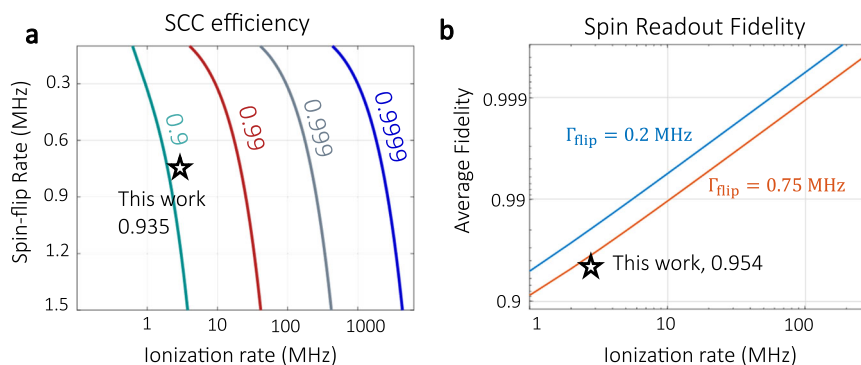 a
SCC efficiency
Spin-flip Rate (MHz)
0.3
0.6
0.9
1.2
1.5
0.9
0.99
0.999
0.9999
This work
0.935
1
10
100
1000
Ionization rate (MHz)
b
Spin Readout Fidelity
Average Fidelity
0.999
0.99
0.9
Γflip = 0.2 MHz
Γflip = 0.75 MHz
This work, 0.954
1
10
100
Ionization rate (MHz)